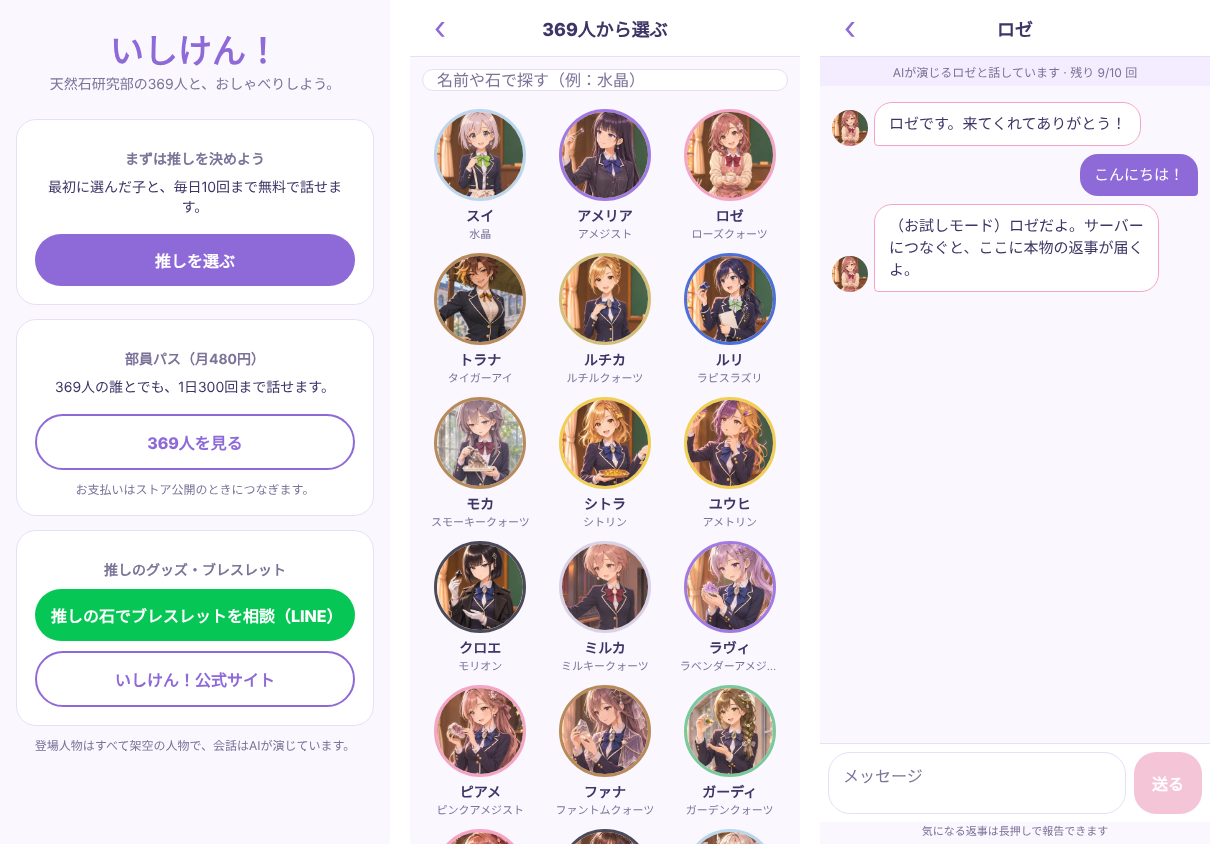 いしけん！
天然石研究部の369人と、おしゃべりしよう。
まずは推しを決めよう
最初に選んだ子と、毎日10回まで無料で話せま
す。
推しを選ぶ
部員パス（月480円）
369人の誰とでも、1日300回まで話せます。
369人を見る
お支払いはストア公開のときにつなぎます。
推しのグッズ・ブレスレット
推しの石でブレスレットを相談（LINE）
いしけん！公式サイト
登場人物はすべて架空の人物で、会話はAIが演じています。
369人から選ぶ
名前や石で探す（例：水晶）
スイ
水晶
アメリア
アメジスト
ロゼ
ローズクォーツ
トラナ
タイガーアイ
ルチカ
ルチルクォーツ
ルリ
ラピスラズリ
モカ
スモーキークォーツ
シトラ
シトリン
ユウヒ
アメトリン
クロエ
モリオン
ミルカ
ミルキークォーツ
ラヴィ
ラベンダーアメジ...
ピアメ
ピンクアメジスト
ファナ
ファントムクォーツ
ガーディ
ガーデンクォーツ
ロゼ
AIが演じるロゼと話しています · 残り 9/10 回
ロゼです。来てくれてありがとう！
こんにちは！
（お試しモード）ロゼだよ。サーバー
につなぐと、ここに本物の返事が届く
よ。
メッセージ
送る
気になる返事は長押しで報告できます